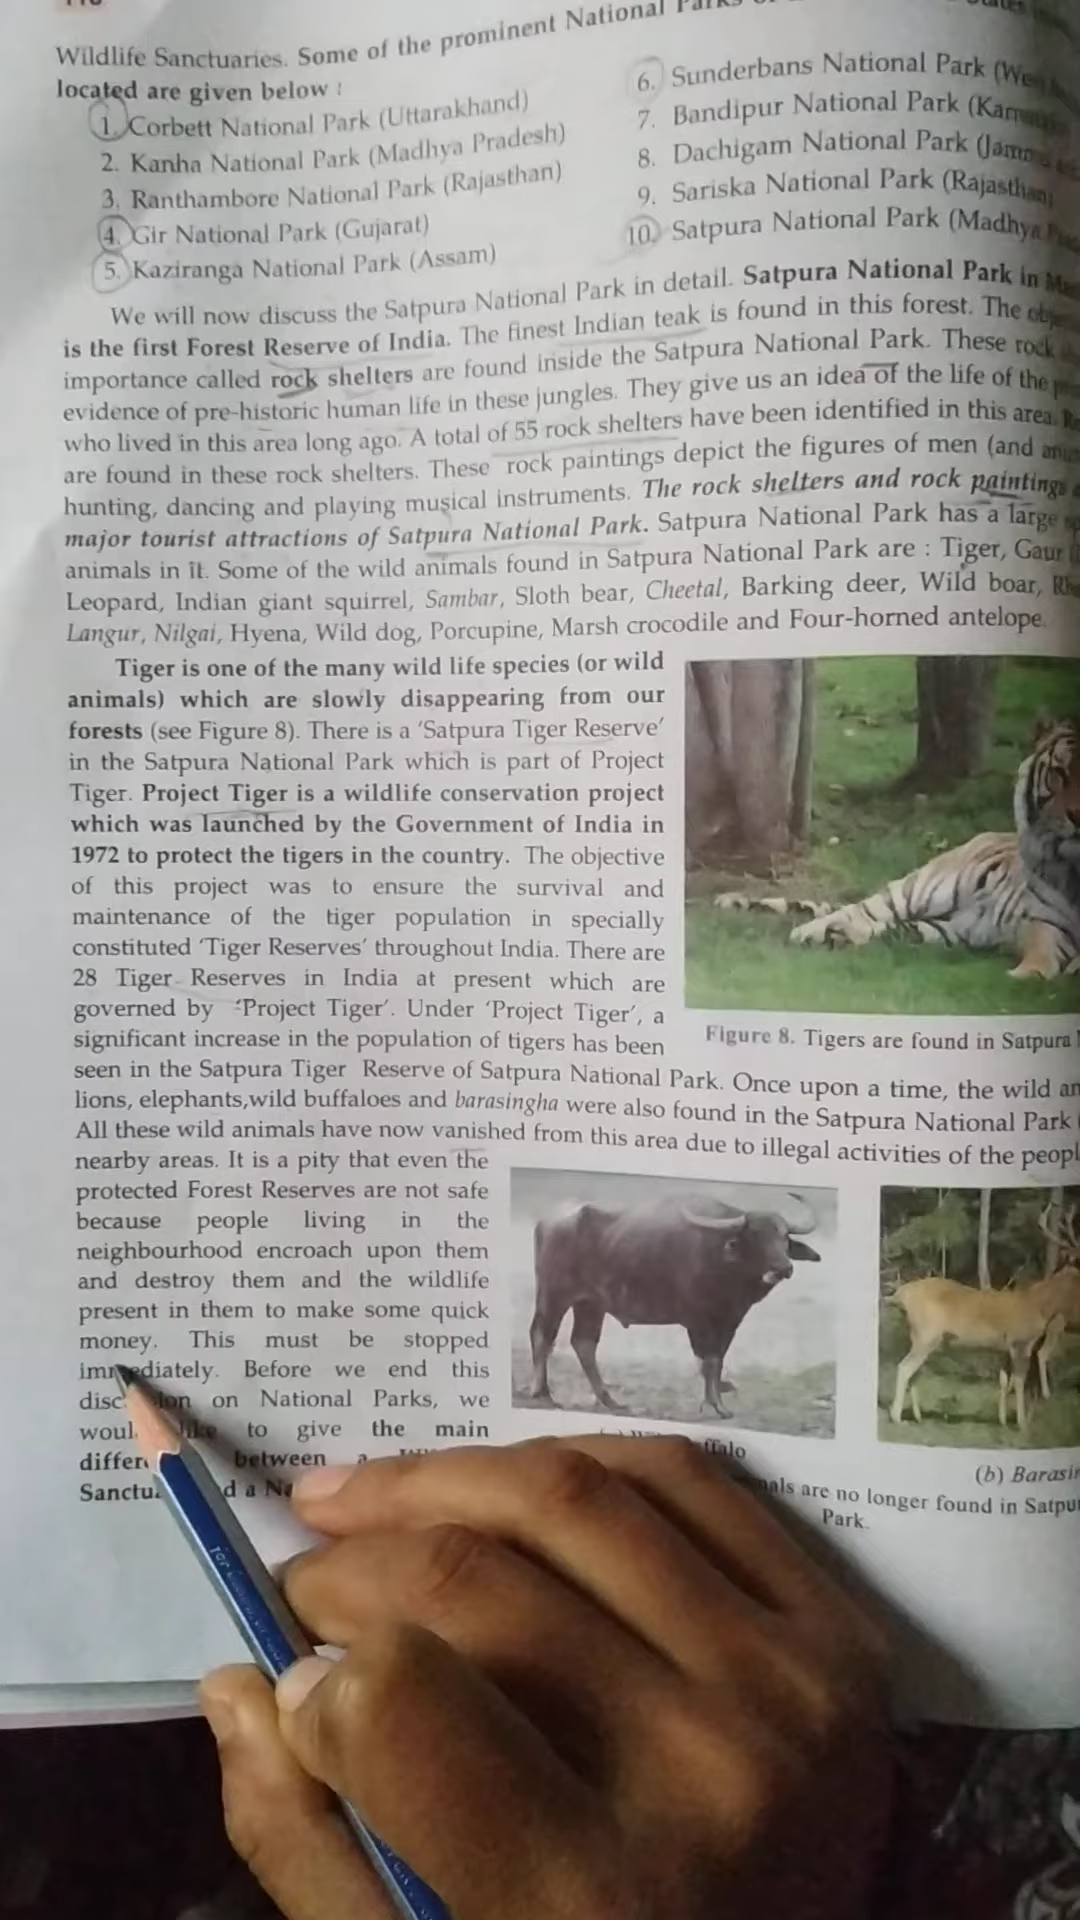 Wildlife Sanctuaries. Some of the prominent National
located are given below :
1. Corbett National Park (Uttarakhand)
2. Kanha National Park (Madhya Pradesh)
3. Ranthambore National Park (Rajasthan)
4. Gir National Park (Gujarat)
5. Kaziranga National Park (Assam)
6. Sunderbans National Park
7. Bandipur National Park
8. Dachigam National Park
9. Sariska National Park (Rajasthan)
10. Satpura National Park (Madhya
We will now discuss the Satpura National Park in detail. Satpura National Park in
is the first Forest Reserve of India. The finest Indian teak is found in this forest. The
importance called rock shelters are found inside the Satpura National Park. These rock
evidence of pre-historic human life in these jungles. They give us an idea of the life of the
who lived in this area long ago. A total of 55 rock shelters have been identified in this area.
are found in these rock shelters. These rock paintings depict the figures of men (and
hunting, dancing and playing musical instruments. The rock shelters and rock paintings
major tourist attractions of Satpura National Park. Satpura National Park has a large
animals in it. Some of the wild animals found in Satpura National Park are : Tiger, Gaur
Leopard, Indian giant squirrel, Sambar, Sloth bear, Cheetal, Barking deer, Wild boar,
Langur, Nilgai, Hyena, Wild dog, Porcupine, Marsh crocodile and Four-horned antelope.
Tiger is one of the many wild life species (or wild
animals) which are slowly disappearing from our
forests (see Figure 8). There is a ‘Satpura Tiger Reserve’
in the Satpura National Park which is part of Project
Tiger. Project Tiger is a wildlife conservation project
which was launched by the Government of India in
1972 to protect the tigers in the country. The objective
of this project was to ensure the survival and
maintenance of the tiger population in specially
constituted ‘Tiger Reserves’ throughout India. There are
28 Tiger Reserves in India at present which are
governed by ‘Project Tiger’. Under ‘Project Tiger’, a
significant increase in the population of tigers has been
seen in the Satpura Tiger Reserve of Satpura National Park. Once upon a time, the wild
lions, elephants,wild buffaloes and barasingha were also found in the Satpura National Park
All these wild animals have now vanished from this area due to illegal activities of the
nearby areas. It is a pity that even the
protected Forest Reserves are not safe
because people living in the
neighbourhood encroach upon them
and destroy them and the wildlife
present in them to make some quick
money. This must be stopped
immediately. Before we end this
on National Parks, we
to give the main
between a
Figure 8. Tigers are found in Satpura
(b)
are no longer found in
Park.